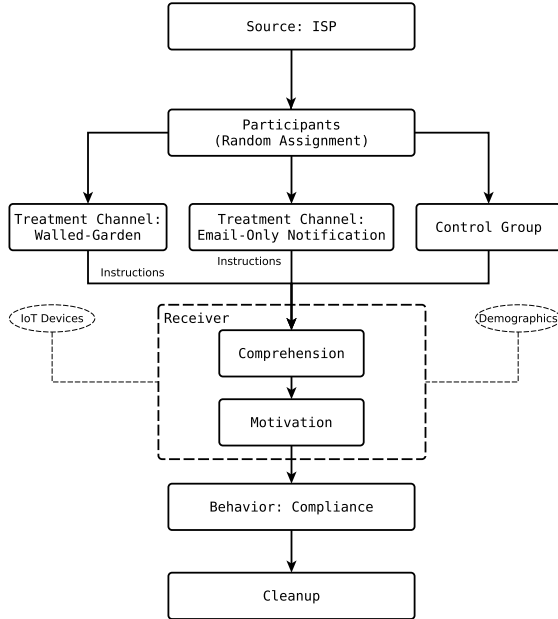 Source: ISP
Participants
(Random Assignment)
Treatment Channel:
Walled-Garden
Treatment Channel:
Email-Only Notification
Control Group
Instructions
Instructions
IoT Devices
Receiver
Demographics
Comprehension
Motivation
Behavior: Compliance
Cleanup